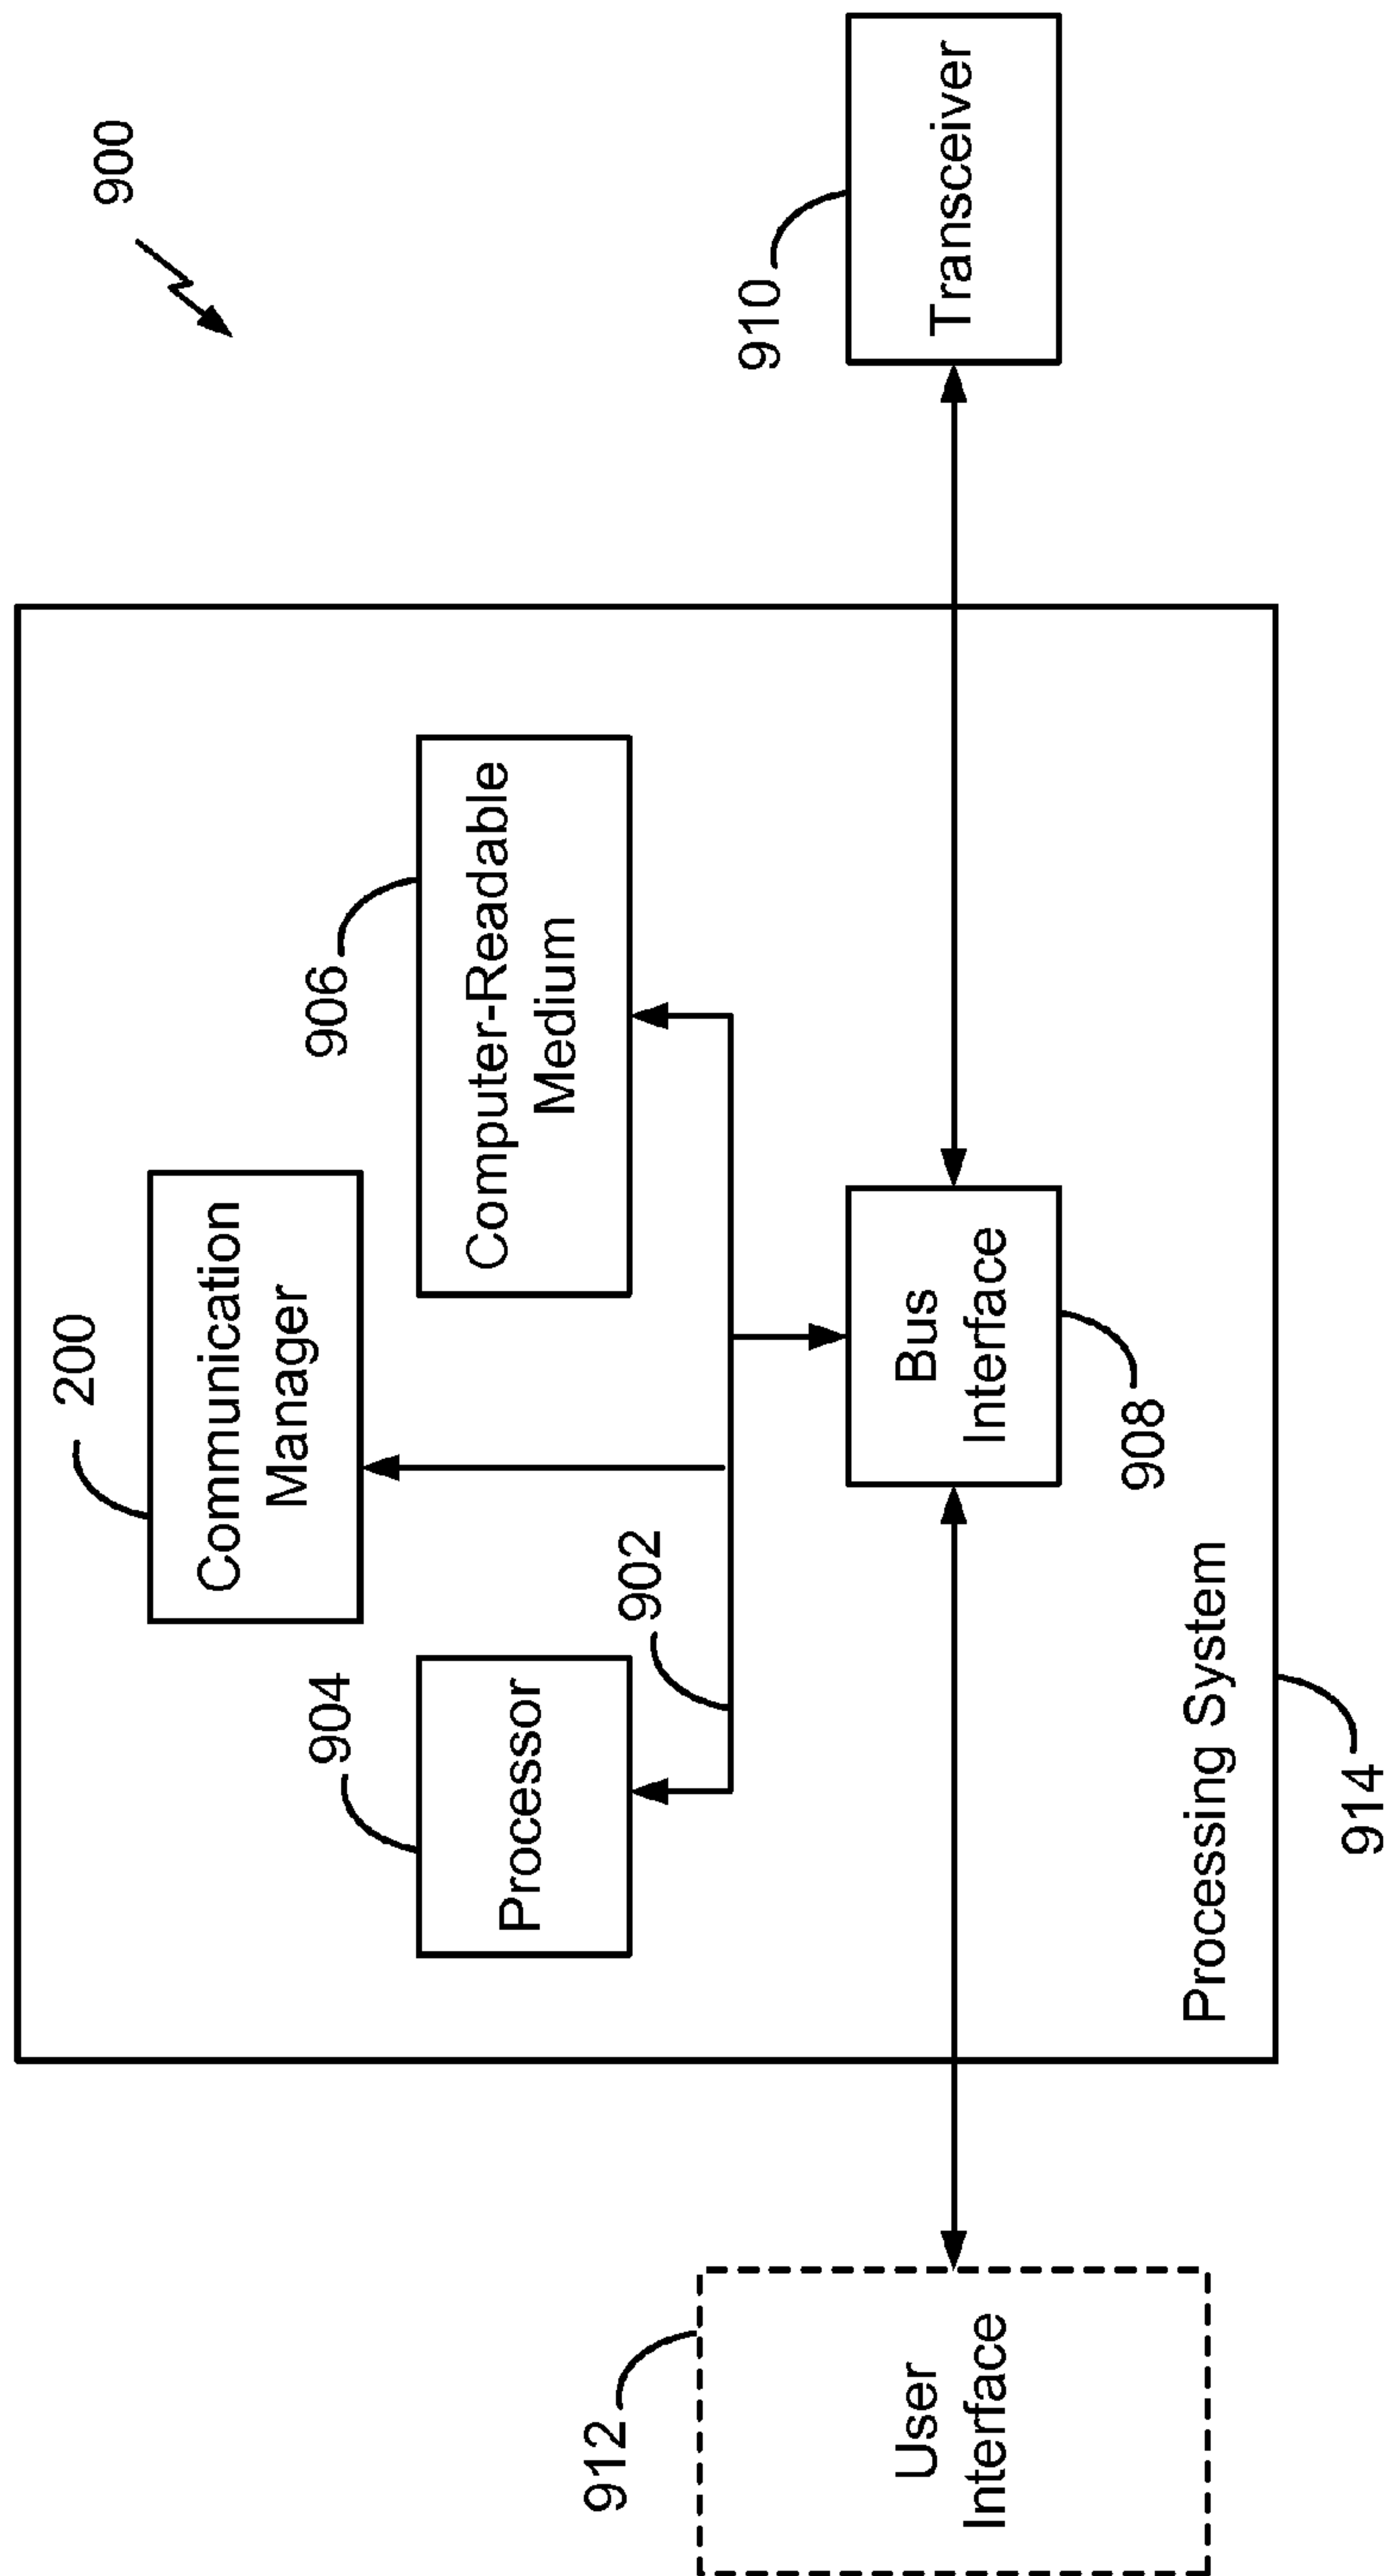 900
200
Communication
Manager
904
Processor
906
Computer-Readable
Medium
902
912
User
Interface
Bus
Interface
908
910
Transceiver
Processing System
914